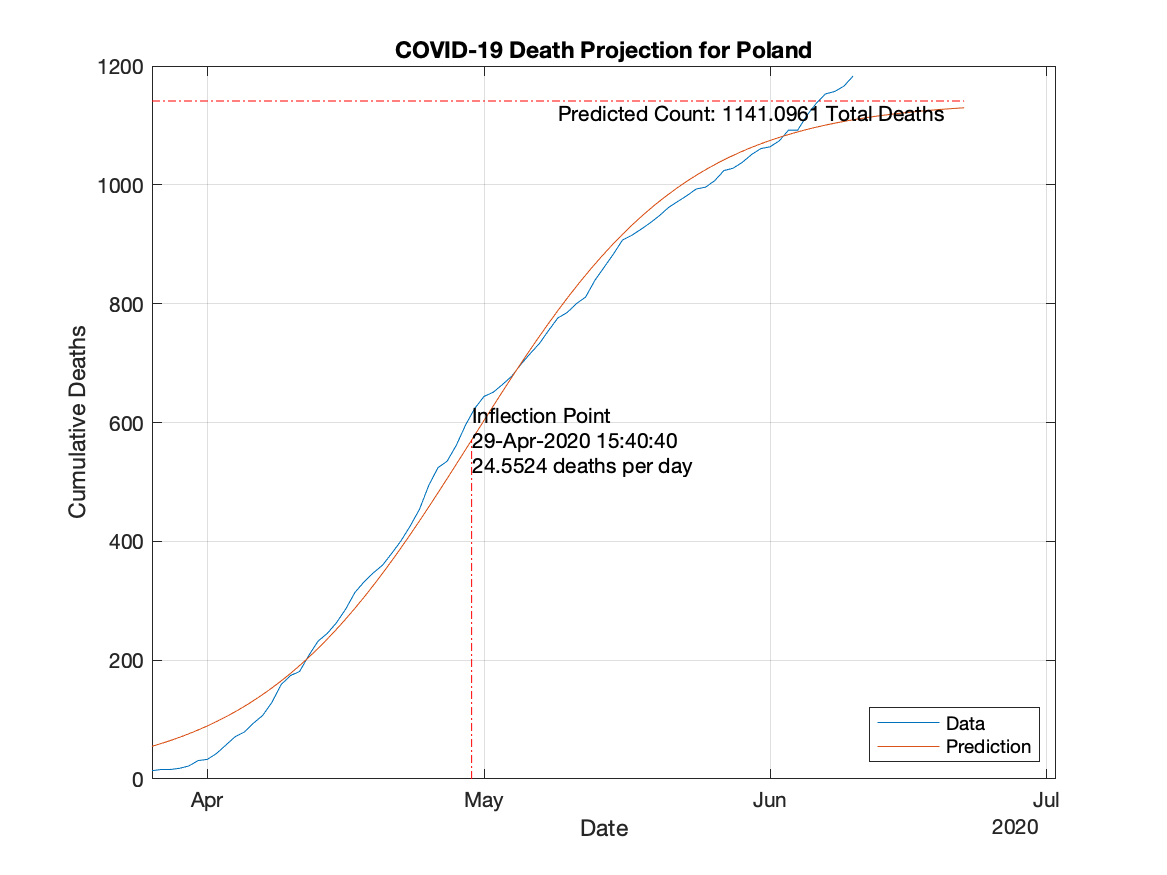 COVID-19 Death Projection for Poland
1200
Predicted Count: 1141.0961 Total Deaths
1000
800
600
Inflection Point
29-Apr-2020 15:40:40
24.5524 deaths per day
400
200
0
Cumulative Deaths
Data
Prediction
Apr
May
Jun
Jul
Date
2020